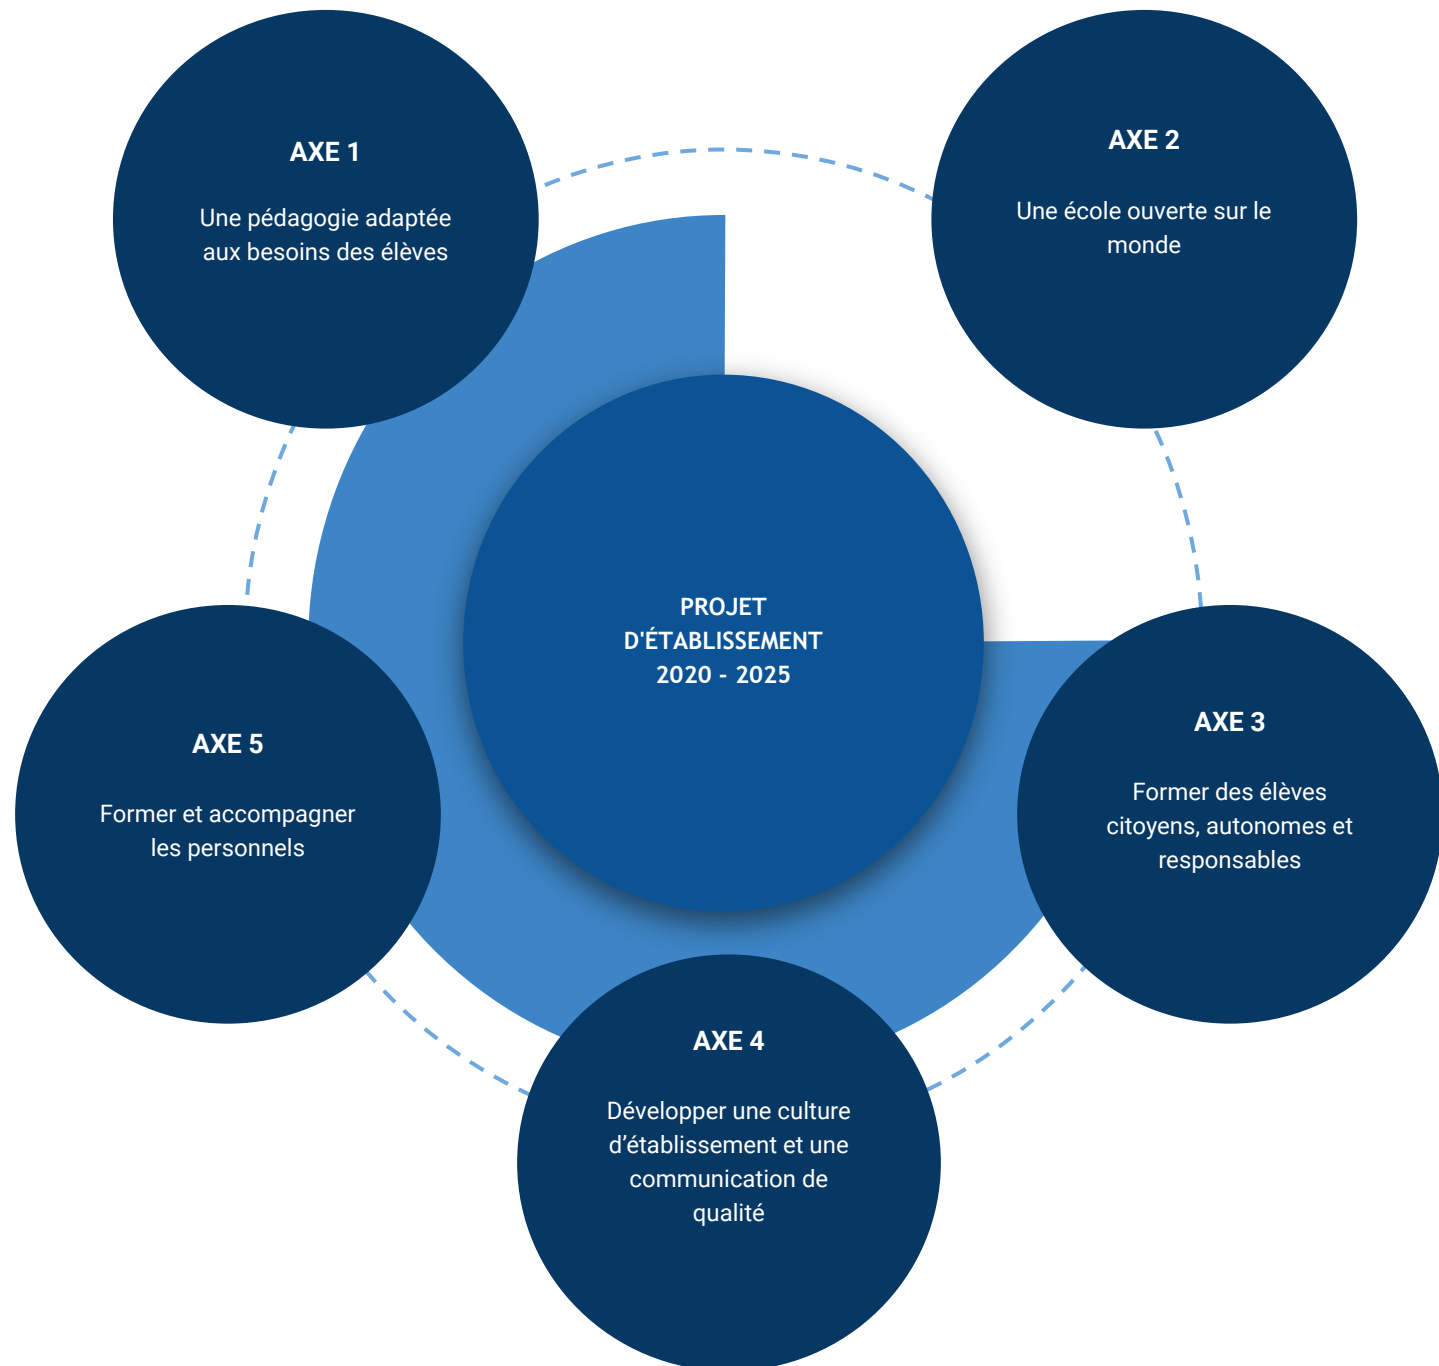 AXE 1
Une pédagogie adaptée
aux besoins des élèves
AXE 2
Une école ouverte sur le
monde
PROJET
D'ÉTABLISSEMENT
2020 - 2025
AXE 3
Former des élèves
citoyens, autonomes et
responsables
AXE 4
Développer une culture
d’établissement et une
communication de
qualité
AXE 5
Former et accompagner
les personnels